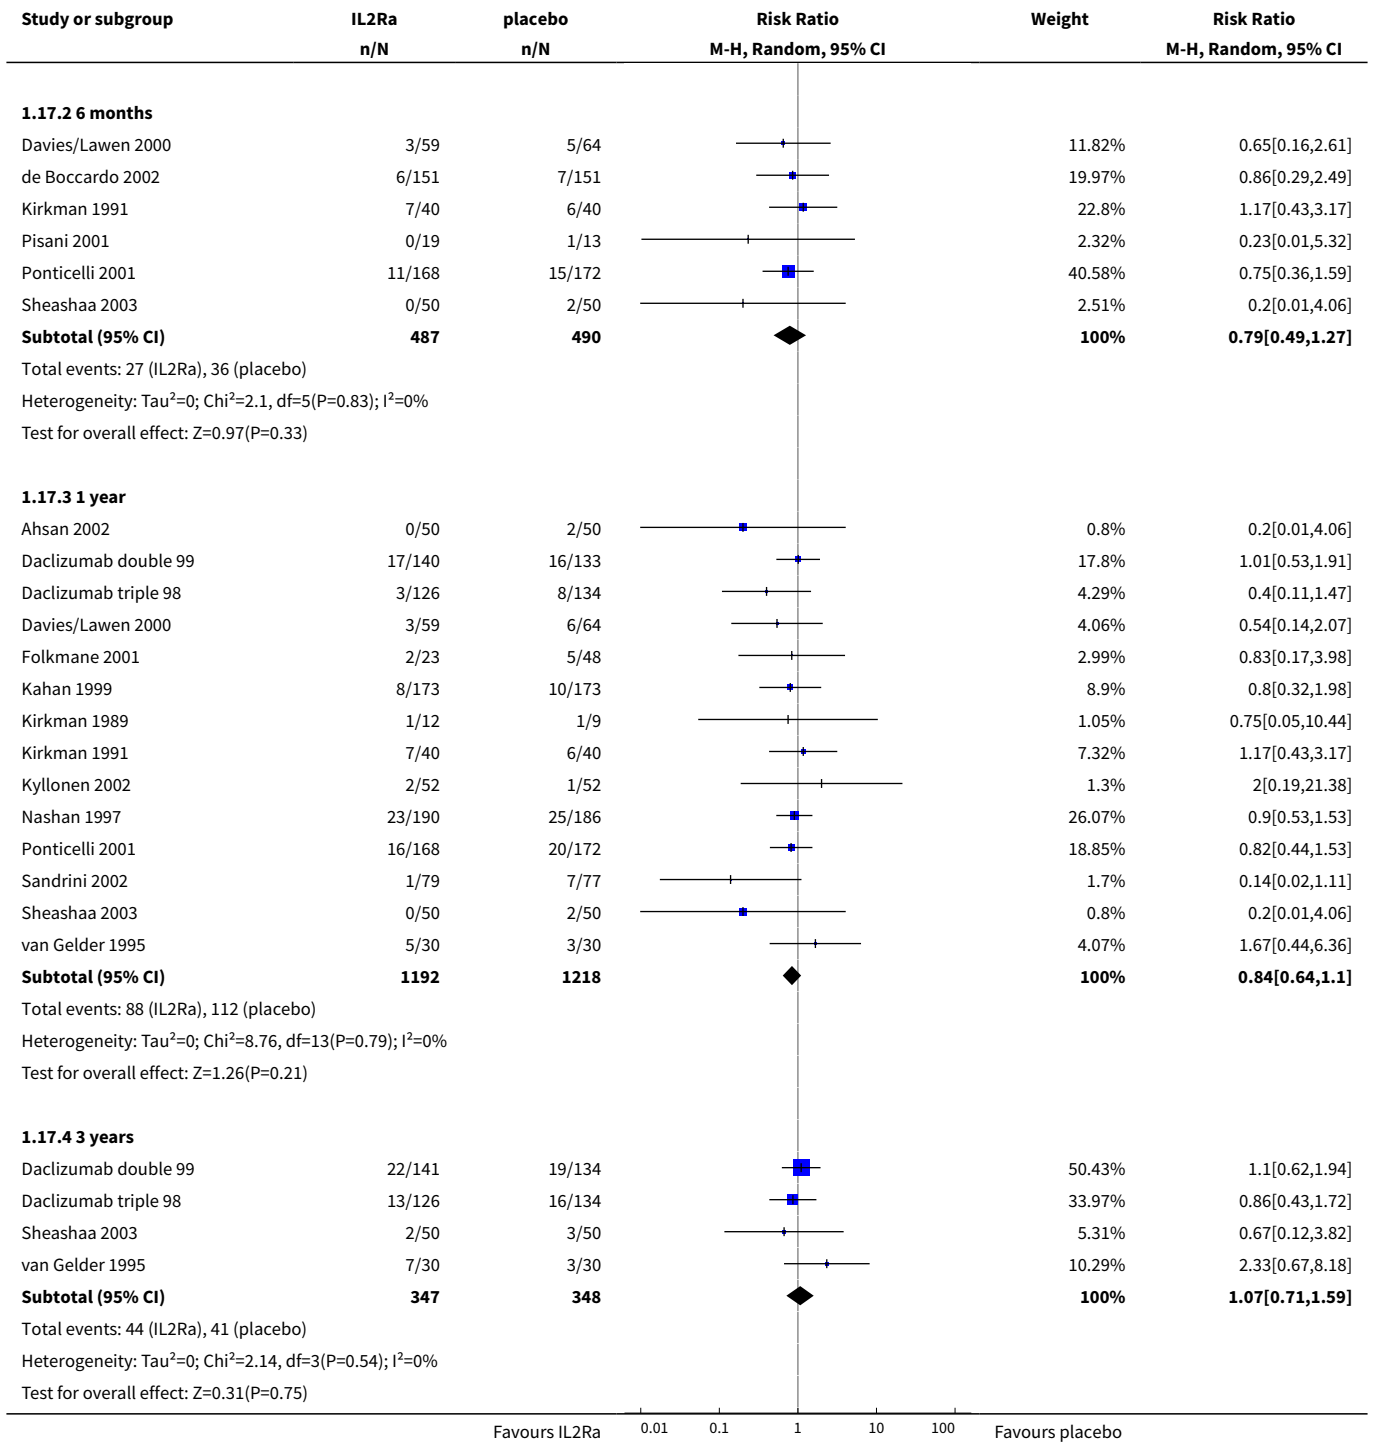 Study or subgroup IL2Ra placebo Risk Ratio Weight Risk Ratio
n/N n/N M-H, Random, 95% CI M-H, Random, 95% CI
1.17.2 6 months
Davies/Lawen 2000 3/59 5/64 11.82% 0.65[0.16,2.61]
de Boccardo 2002 6/151 7/151 19.97% 0.86[0.29,2.49]
Kirkman 1991 7/40 6/40 22.8% 1.17[0.43,3.17]
Pisani 2001 0/19 1/13 2.32% 0.23[0.01,5.32]
Ponticelli 2001 11/168 15/172 40.58% 0.75[0.36,1.59]
Sheashaa 2003 0/50 2/50 2.51% 0.2[0.01,4.06]
Subtotal (95% CI) 487 490 100% 0.79[0.49,1.27]
Total events: 27 (IL2Ra), 36 (placebo)
Heterogeneity: Tau²=0; Chi²=2.1, df=5(P=0.83); I²=0%
Test for overall effect: Z=0.97(P=0.33)
1.17.3 1 year
Ahsan 2002 0/50 2/50 0.8% 0.2[0.01,4.06]
Daclizumab double 99 17/140 16/133 17.8% 1.01[0.53,1.91]
Daclizumab triple 98 3/126 8/134 4.29% 0.4[0.11,1.47]
Davies/Lawen 2000 3/59 6/64 4.06% 0.54[0.14,2.07]
Folkmane 2001 2/23 5/48 2.99% 0.83[0.17,3.98]
Kahan 1999 8/173 10/173 8.9% 0.8[0.32,1.98]
Kirkman 1989 1/12 1/9 1.05% 0.75[0.05,10.44]
Kirkman 1991 7/40 6/40 7.32% 1.17[0.43,3.17]
Kyllonen 2002 2/52 1/52 1.3% 2[0.19,21.38]
Nashan 1997 23/190 25/186 26.07% 0.9[0.53,1.53]
Ponticelli 2001 16/168 20/172 18.85% 0.82[0.44,1.53]
Sandrini 2002 1/79 7/77 1.7% 0.14[0.02,1.11]
Sheashaa 2003 0/50 2/50 0.8% 0.2[0.01,4.06]
van Gelder 1995 5/30 3/30 4.07% 1.67[0.44,6.36]
Subtotal (95% CI) 1192 1218 100% 0.84[0.64,1.1]
Total events: 88 (IL2Ra), 112 (placebo)
Heterogeneity: Tau²=0; Chi²=8.76, df=13(P=0.79); I²=0%
Test for overall effect: Z=1.26(P=0.21)
1.17.4 3 years
Daclizumab double 99 22/141 19/134 50.43% 1.1[0.62,1.94]
Daclizumab triple 98 13/126 16/134 33.97% 0.86[0.43,1.72]
Sheashaa 2003 2/50 3/50 5.31% 0.67[0.12,3.82]
van Gelder 1995 7/30 3/30 10.29% 2.33[0.67,8.18]
Subtotal (95% CI) 347 348 100% 1.07[0.71,1.59]
Total events: 44 (IL2Ra), 41 (placebo)
Heterogeneity: Tau²=0; Chi²=2.14, df=3(P=0.54); I²=0%
Test for overall effect: Z=0.31(P=0.75)
Favours IL2Ra 0.01 0.1 1 10 100 Favours placebo